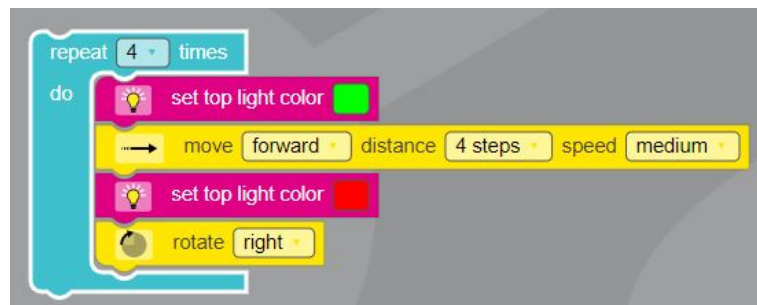 repeat 4 times
do
set top light color
move forward distance 4 steps speed medium
set top light color
rotate right